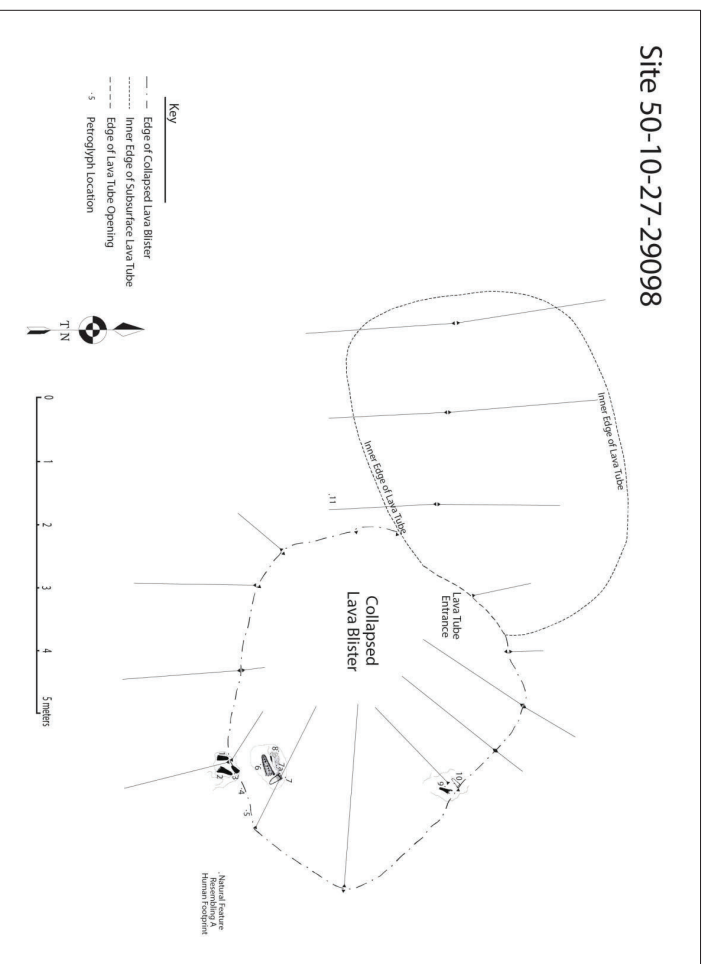 Site 50-10-27-29098
Inner Edge of Lava Tube
Inner Edge of Lava Tube
Lava Tube
Entrance
Collapsed
Lava Blister
.11
10
9
8
7a
7
.6
1
2
3
.4
.5
. Natural Feature
Resembling A
Human Footprint
Key
Edge of Collapsed Lava Blister
Inner Edge of Subsurface Lava Tube
Edge of Lava Tube Opening
.5 Petroglyph Location
T N
0 1 2 3 4 5 meters